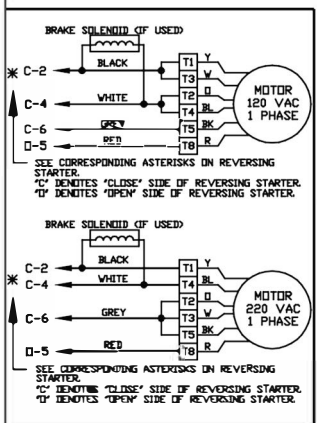 BRAKE SOLENOID (IF USED)
BLACK T1 Y
* C-2
T3 W
WHITE T2 O
C-4
T4 BL
C-6 GREY T5 BK
O-5 RED T8 R
MOTOR
120 VAC
1 PHASE
SEE CORRESPONDING ASTERISKS ON REVERSING
STARTER.
"C" DENOTES "CLOSE" SIDE OF REVERSING STARTER.
"O" DENOTES "OPEN" SIDE OF REVERSING STARTER.
BRAKE SOLENOID (IF USED)
C-2 BLACK T1 Y
* C-4 WHITE T4 BL
T2 O
C-6 GREY T3 W
T5 BK
O-5 RED T8 R
MOTOR
220 VAC
1 PHASE
SEE CORRESPONDING ASTERISKS ON REVERSING
STARTER.
"C" DENOTES "CLOSE" SIDE OF REVERSING STARTER.
"O" DENOTES "OPEN" SIDE OF REVERSING STARTER.